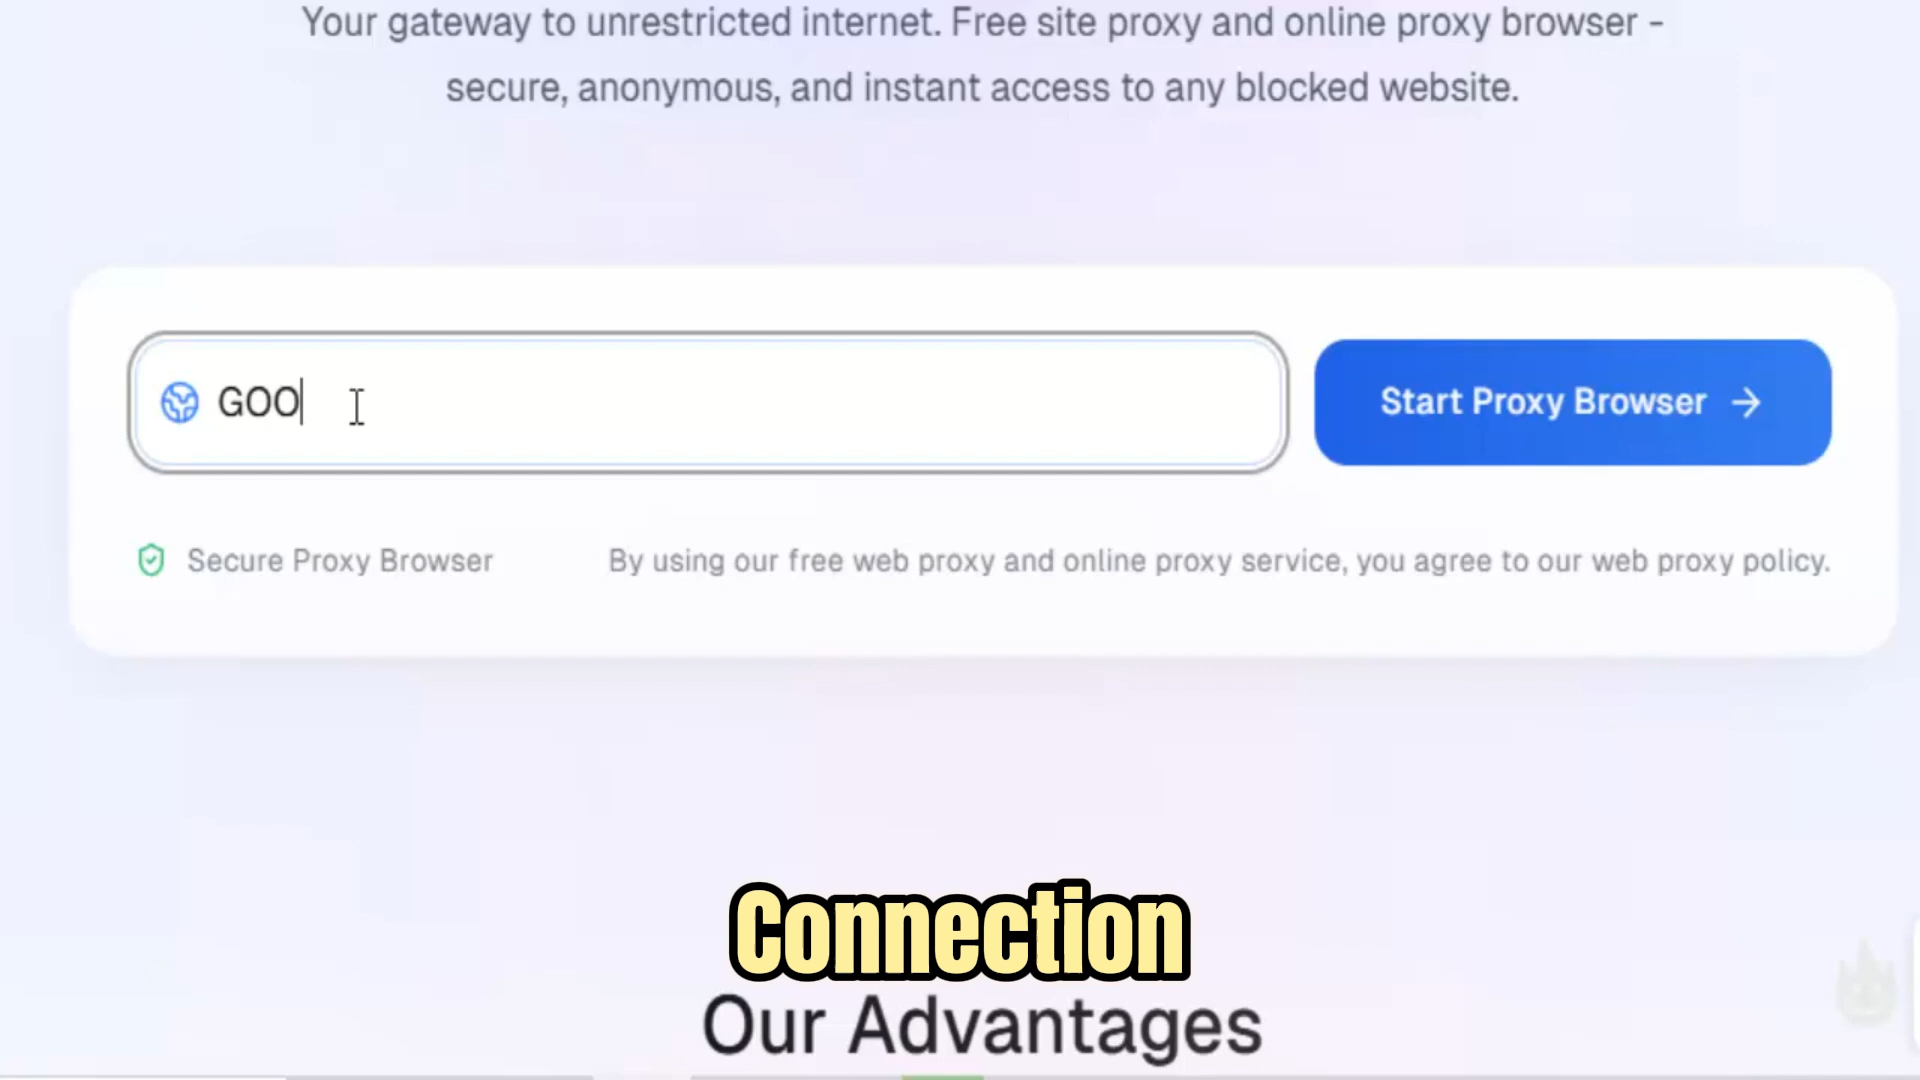 Your gateway to unrestricted internet. Free site proxy and online proxy browser -
secure, anonymous, and instant access to any blocked website.
GOO
Start Proxy Browser →
Secure Proxy Browser
By using our free web proxy and online proxy service, you agree to our web proxy policy.
Connection
Our Advantages